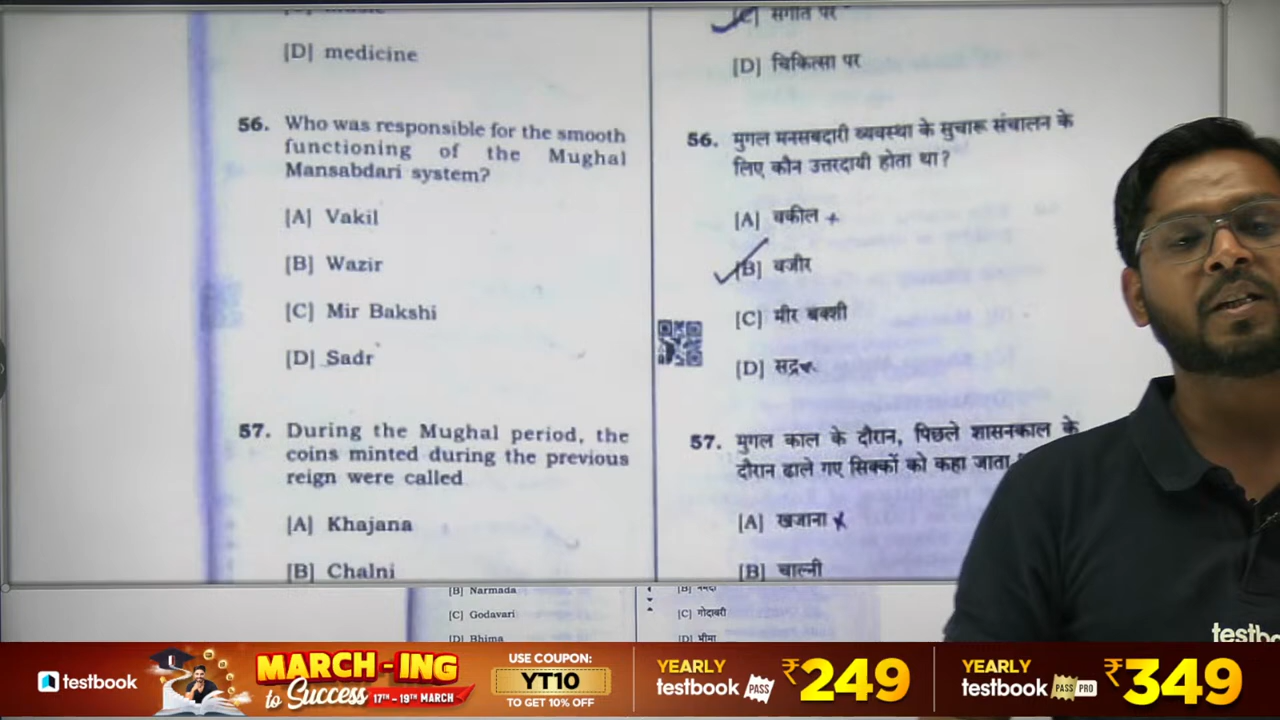 [D] medicine
56. Who was responsible for the smooth
functioning of the Mughal
Mansabdari system?
[A] Vakil
[B] Wazir
[C] Mir Bakshi
[D] Sadr
57. During the Mughal period, the
coins minted during the previous
reign were called
[A] Khajana
[B] Chalni
[C] संगीत पर
[D] चिकित्सा पर
56. मुगल मनसबदारी व्यवस्था के सुचारू संचालन के
लिए कौन उत्तरदायी होता था?
[A] वकील
[B] वजीर
[C] मीर बक्शी
[D] सद्र
57. मुगल काल के दौरान, पिछले शासनकाल के
दौरान ढाले गए सिक्कों को कहा जाता
[A] खजाना
[B] चाल्नी
[B] Narmada
[C] Godavari
[D] Bhima
[B] नर्मदा
[C] गोदावरी
[D] भीमा
testbook
MARCH-ING
to Success 17TH - 19TH MARCH
USE COUPON:
YT10
TO GET 10% OFF
YEARLY
testbook PASS
₹249
YEARLY
testbook PASS PRO
₹349